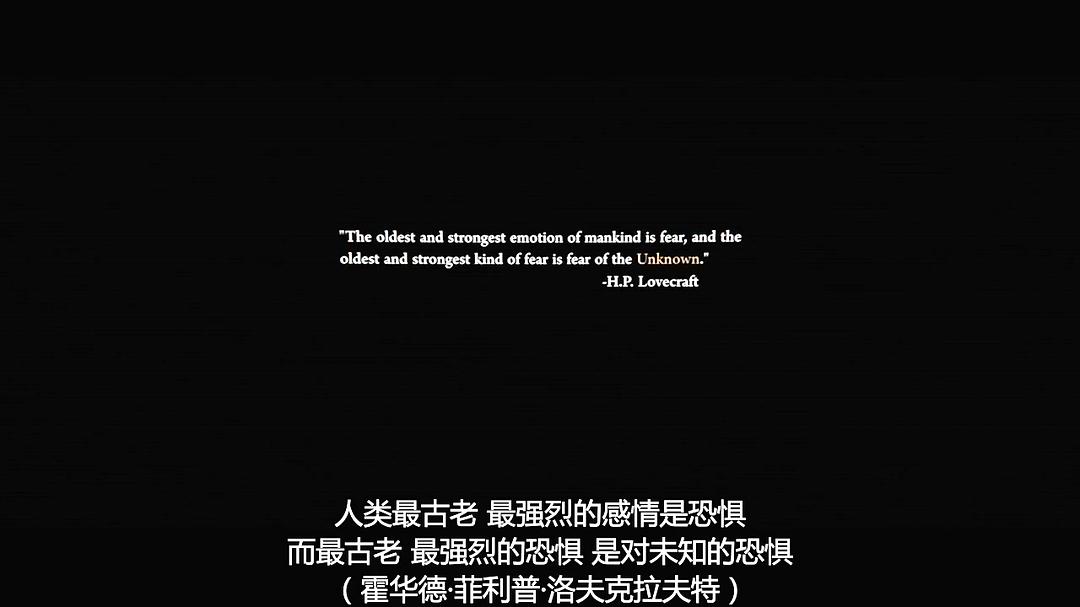 "The oldest and strongest emotion of mankind is fear, and the
oldest and strongest kind of fear is fear of the Unknown."
-H.P. Lovecraft
人类最古老 最强烈的感情是恐惧
而最古老 最强烈的恐惧 是对未知的恐惧
（霍华德·菲利普·洛夫克拉夫特）